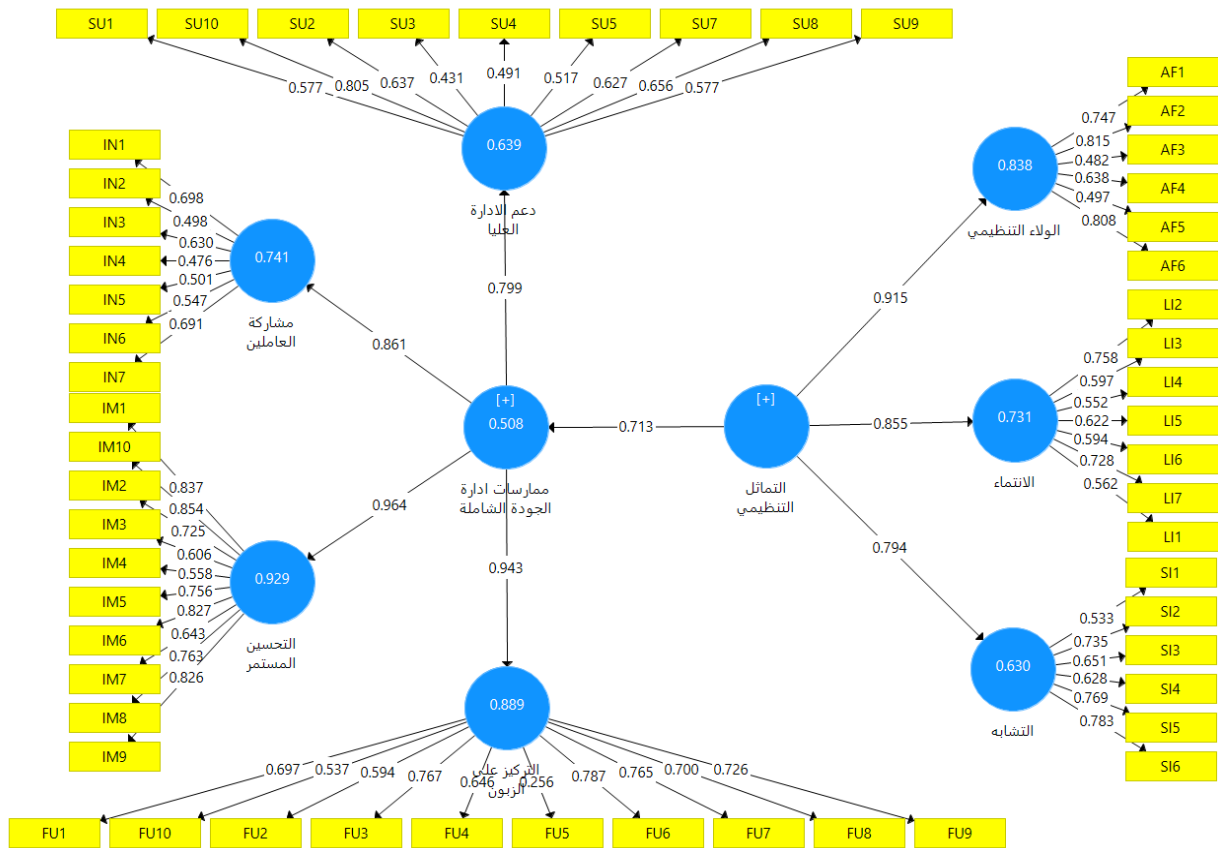 SU1 SU10 SU2 SU3 SU4 SU5 SU7 SU8 SU9
0.577 0.805 0.637 0.431 0.491 0.517 0.627 0.656 0.577
0.639
دعم الادارة
العليا
0.799
IN1
IN2
IN3
IN4
IN5
IN6
IN7
0.698
0.498
0.630
0.476
0.501
0.547
0.691
0.741
مشاركة
العاملين
0.861
IM1
IM10
IM2
IM3
IM4
IM5
IM6
IM7
IM8
IM9
0.837
0.854
0.725
0.606
0.558
0.756
0.827
0.643
0.763
0.826
0.929
التحسين
المستمر
0.964
[+]
0.508
ممارسات ادارة
الجودة الشاملة
0.713
[+]
التماثل
التنظيمي
0.943
0.889
التركيز على
الزبون
0.697 0.537 0.594 0.767 0.646 0.256 0.787 0.765 0.700 0.726
FU1 FU10 FU2 FU3 FU4 FU5 FU6 FU7 FU8 FU9
0.915
0.838
الولاء التنظيمي
0.747
0.815
0.482
0.638
0.497
0.808
AF1
AF2
AF3
AF4
AF5
AF6
0.855
0.731
الانتماء
0.758
0.597
0.552
0.622
0.594
0.728
0.562
LI2
LI3
LI4
LI5
LI6
LI7
LI1
0.794
0.630
التشابه
0.533
0.735
0.651
0.628
0.769
0.783
SI1
SI2
SI3
SI4
SI5
SI6